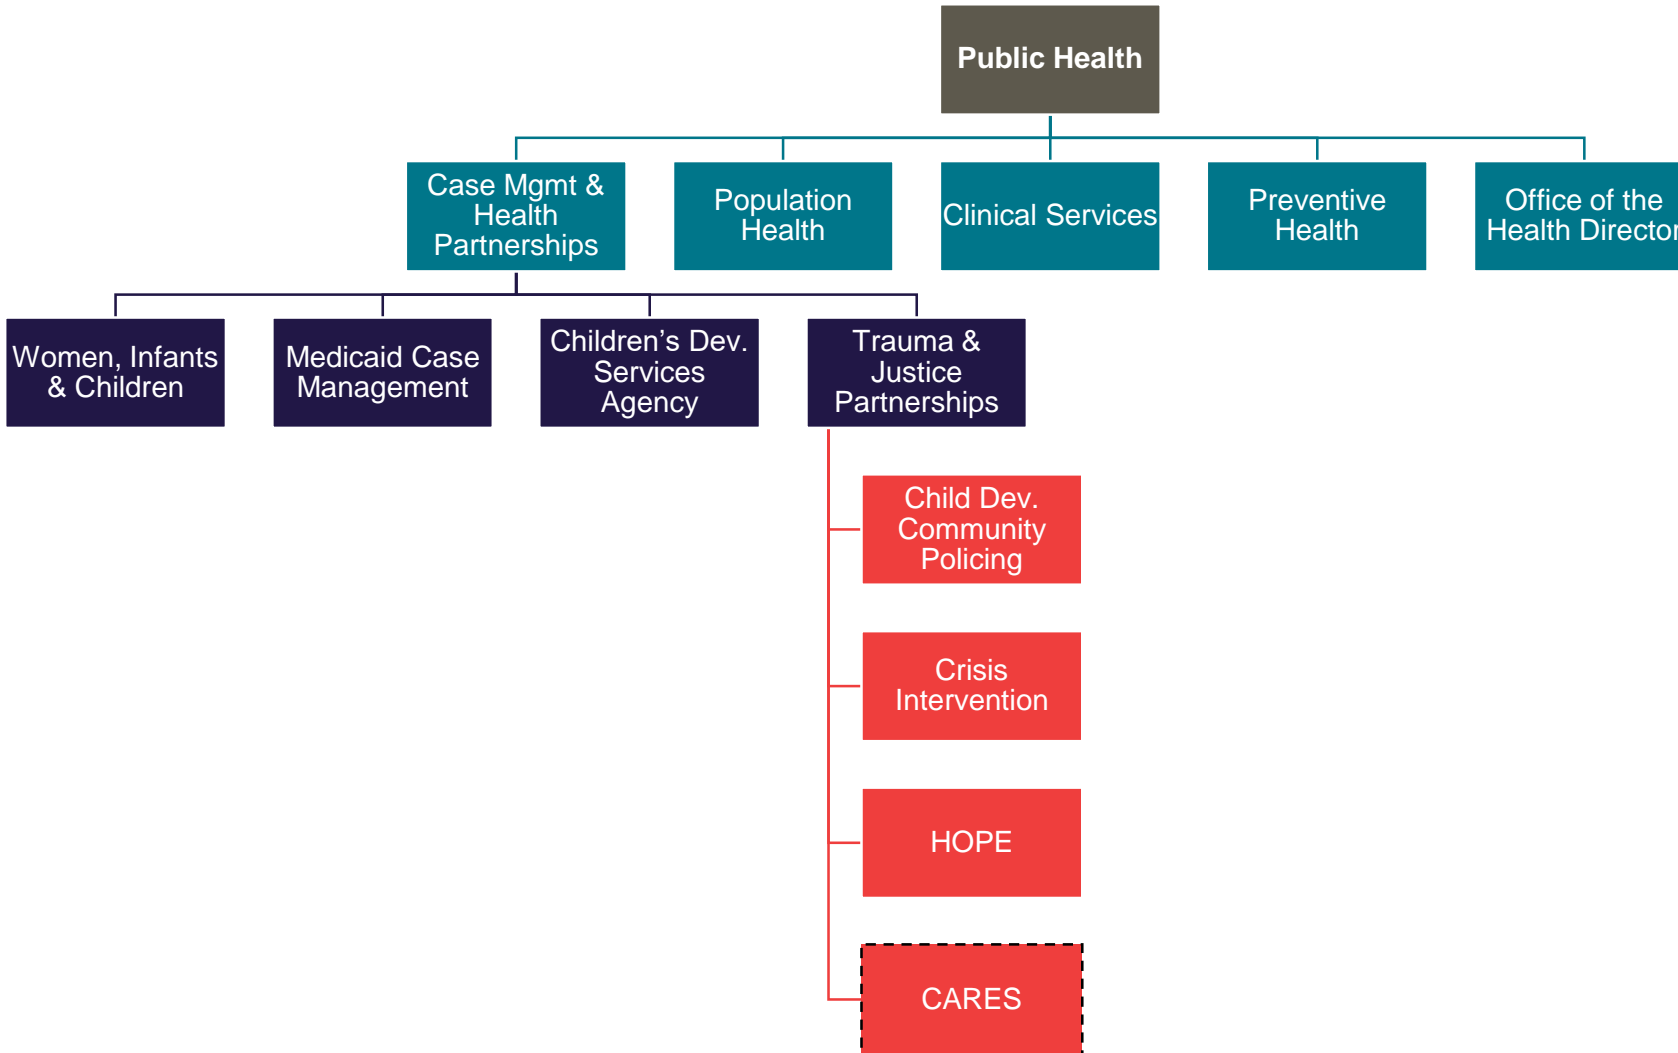 Public Health
Case Mgmt &
Health
Partnerships
Population
Health
Clinical Services
Preventive
Health
Office of the
Health Director
Women, Infants
& Children
Medicaid Case
Management
Children’s Dev.
Services
Agency
Trauma &
Justice
Partnerships
Child Dev.
Community
Policing
Crisis
Intervention
HOPE
CARES